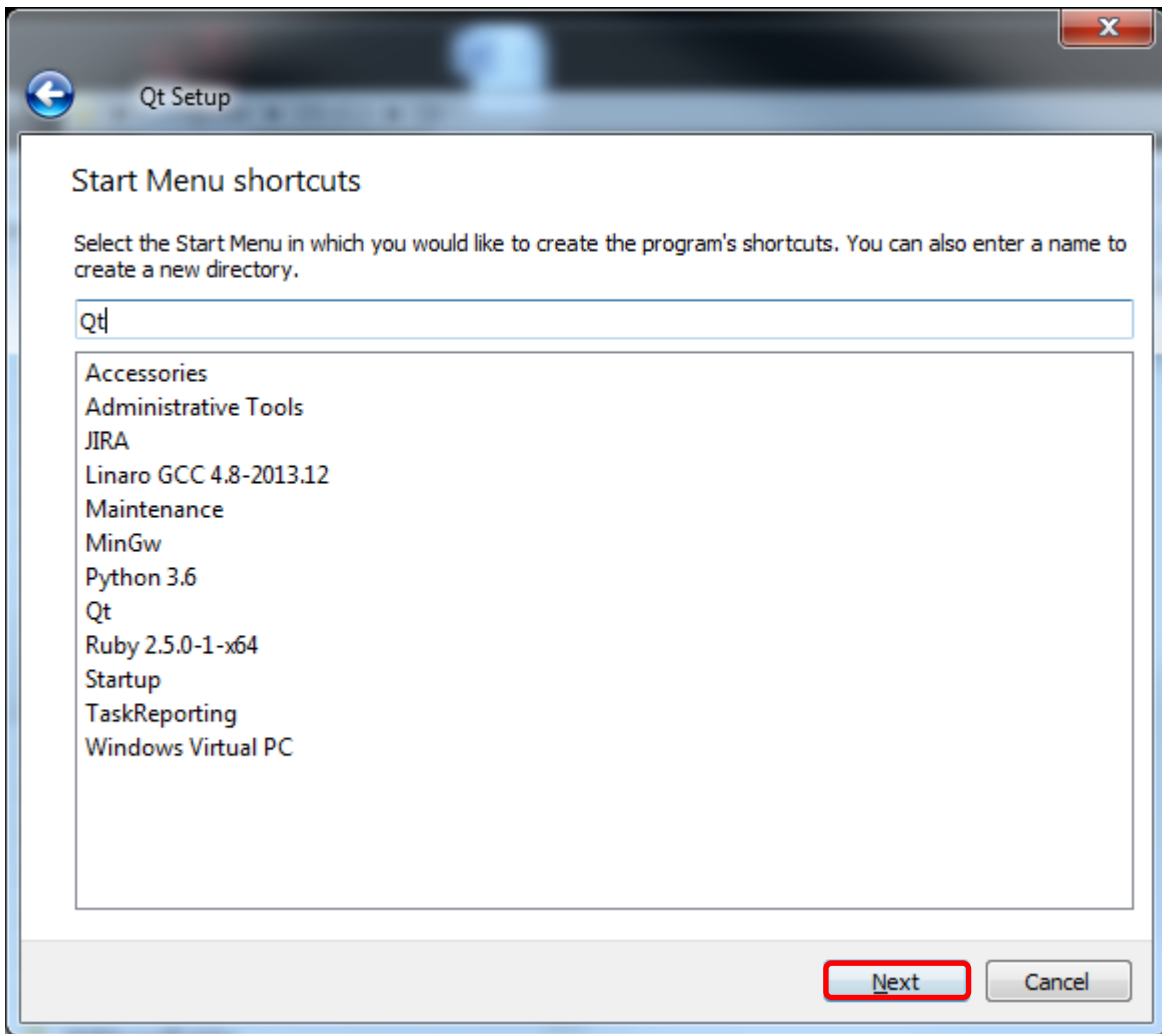 Qt Setup
Start Menu shortcuts
Select the Start Menu in which you would like to create the program's shortcuts. You can also enter a name to
create a new directory.
Qt
Accessories
Administrative Tools
JIRA
Linaro GCC 4.8-2013.12
Maintenance
MinGw
Python 3.6
Qt
Ruby 2.5.0-1-x64
Startup
TaskReporting
Windows Virtual PC
Next
Cancel